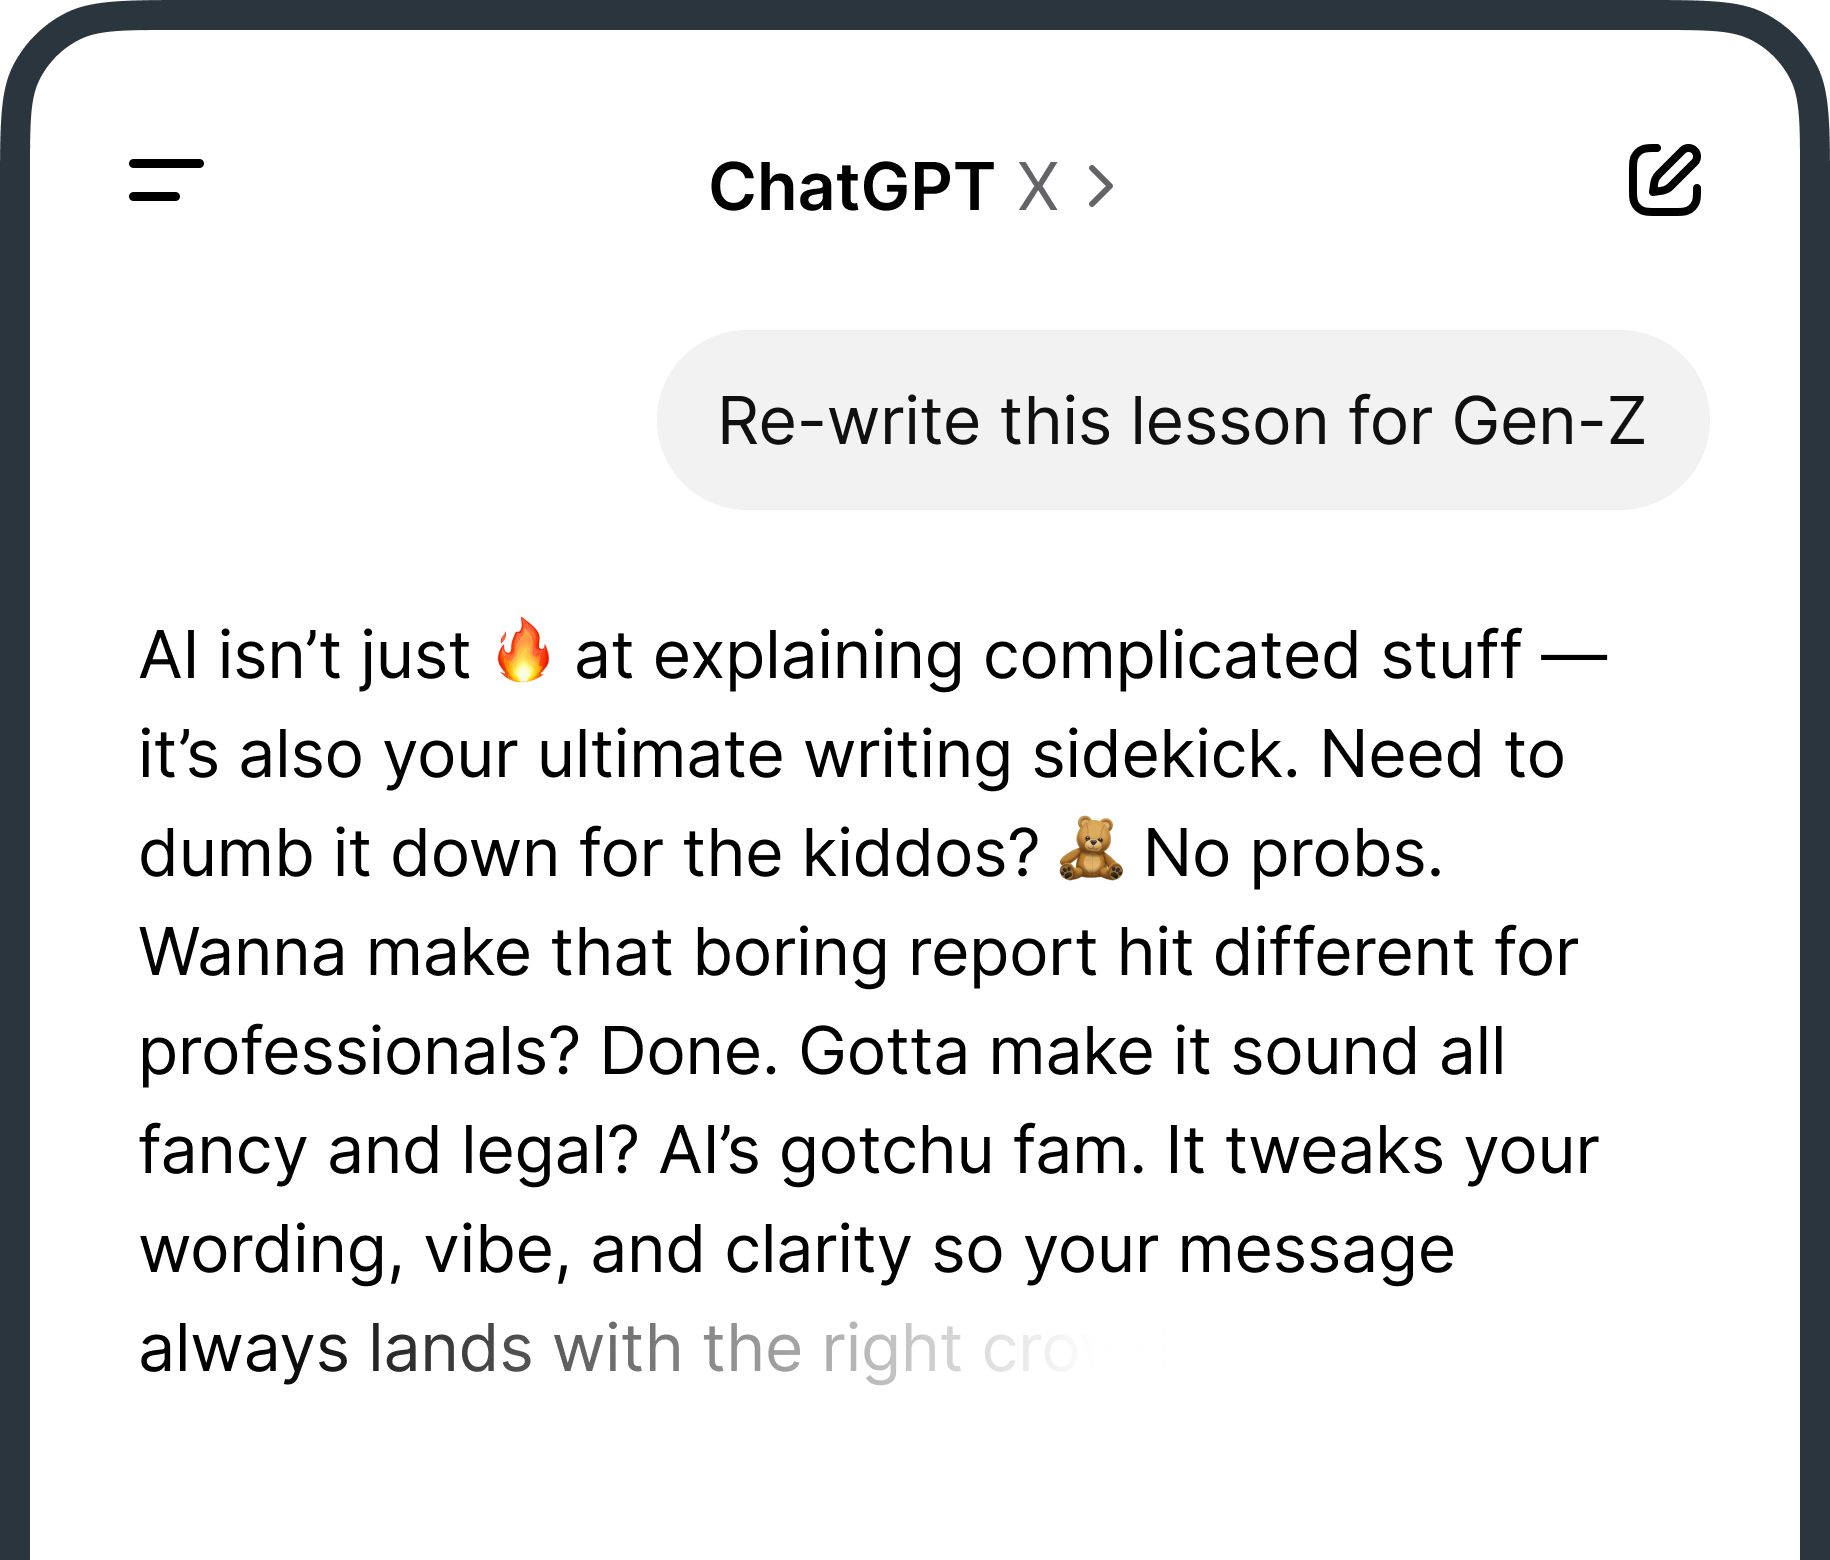 ChatGPT X >
Re-write this lesson for Gen-Z
AI isn’t just 🔥 at explaining complicated stuff —
it’s also your ultimate writing sidekick. Need to
dumb it down for the kiddos? 🧸 No probs.
Wanna make that boring report hit different for
professionals? Done. Gotta make it sound all
fancy and legal? AI’s gotchu fam. It tweaks your
wording, vibe, and clarity so your message
always lands with the right